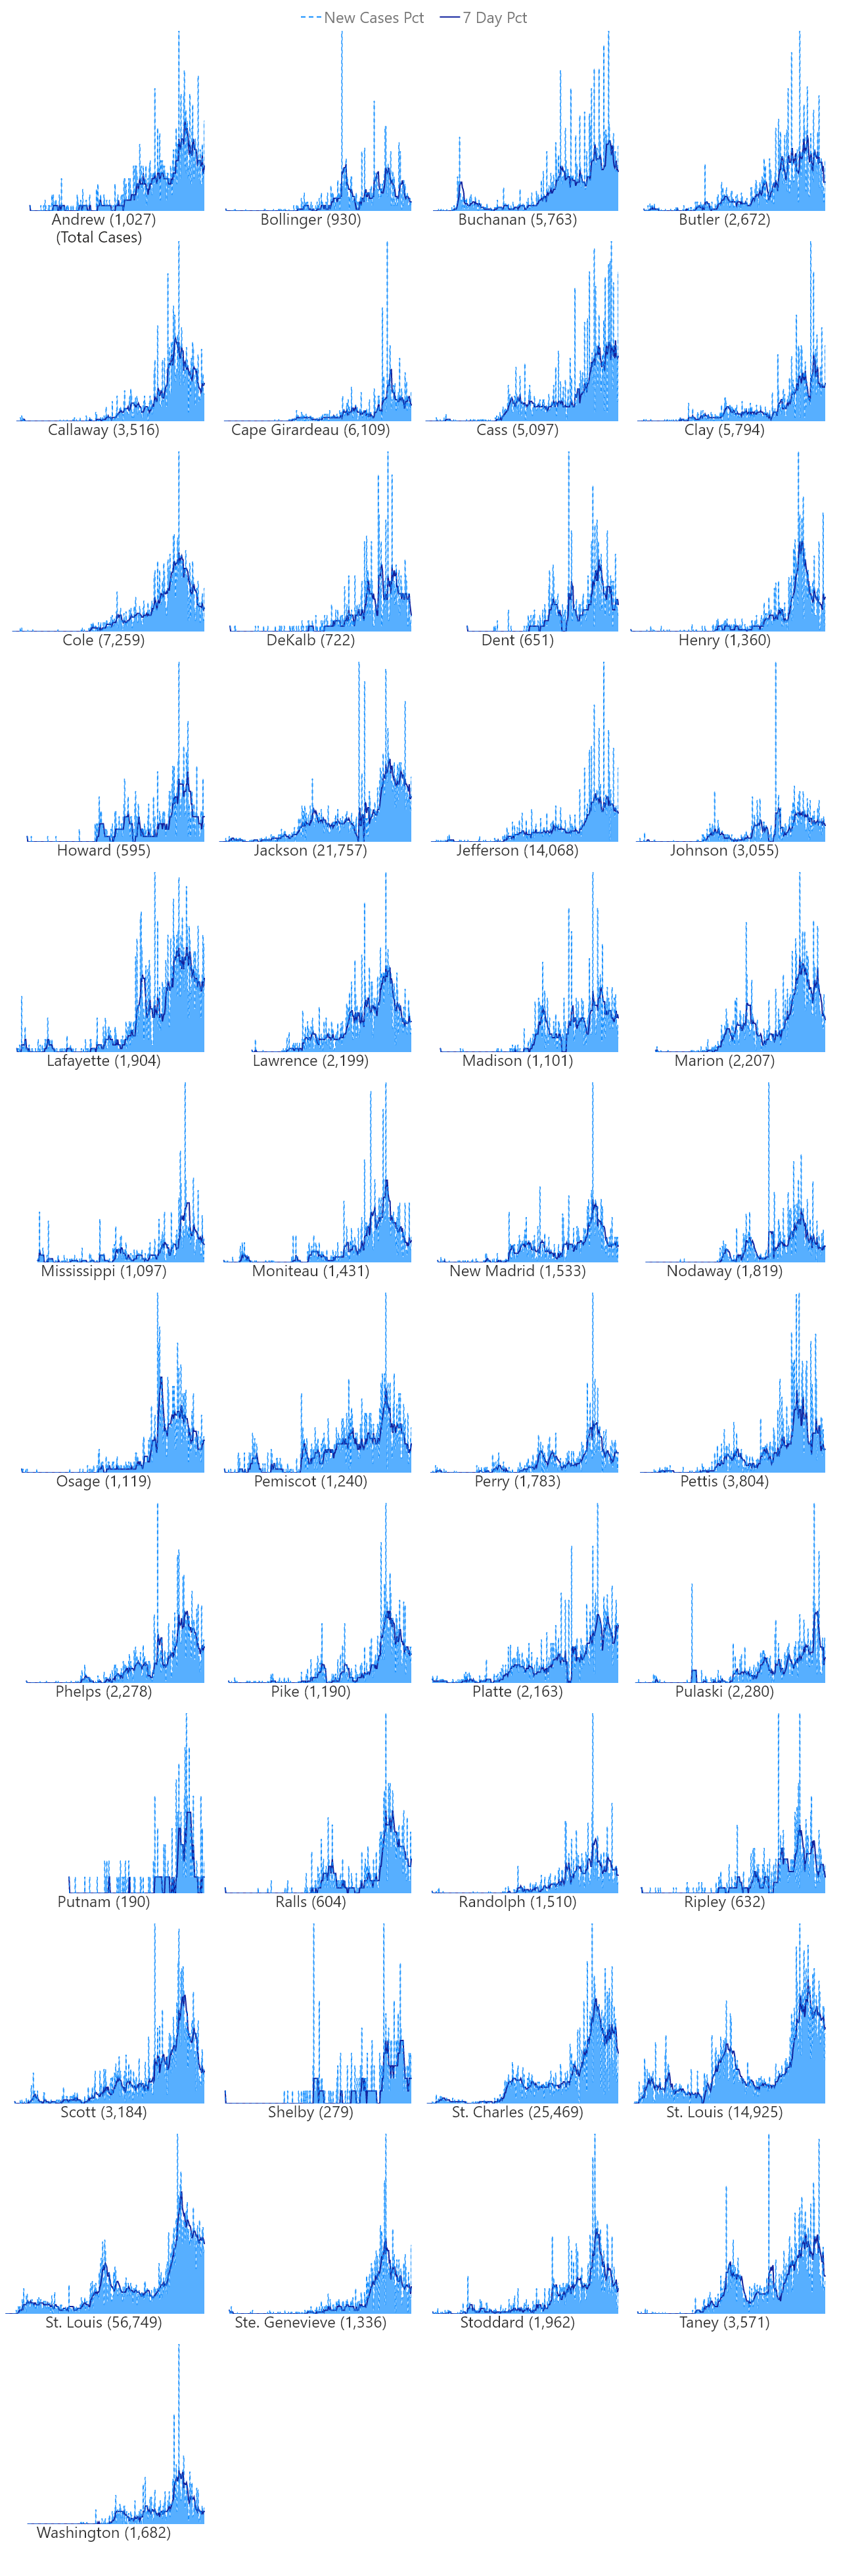 New Cases Pct 7 Day Pct
Andrew (1,027) Bollinger (930) Buchanan (5,763) Butler (2,672)
(Total Cases)
Callaway (3,516) Cape Girardeau (6,109) Cass (5,097) Clay (5,794)
Cole (7,259) DeKalb (722) Dent (651) Henry (1,360)
Howard (595) Jackson (21,757) Jefferson (14,068) Johnson (3,055)
Lafayette (1,904) Lawrence (2,199) Madison (1,101) Marion (2,207)
Mississippi (1,097) Moniteau (1,431) New Madrid (1,533) Nodaway (1,819)
Osage (1,119) Pemiscot (1,240) Perry (1,783) Pettis (3,804)
Phelps (2,278) Pike (1,190) Platte (2,163) Pulaski (2,280)
Putnam (190) Ralls (604) Randolph (1,510) Ripley (632)
Scott (3,184) Shelby (279) St. Charles (25,469) St. Louis (14,925)
St. Louis (56,749) Ste. Genevieve (1,336) Stoddard (1,962) Taney (3,571)
Washington (1,682)